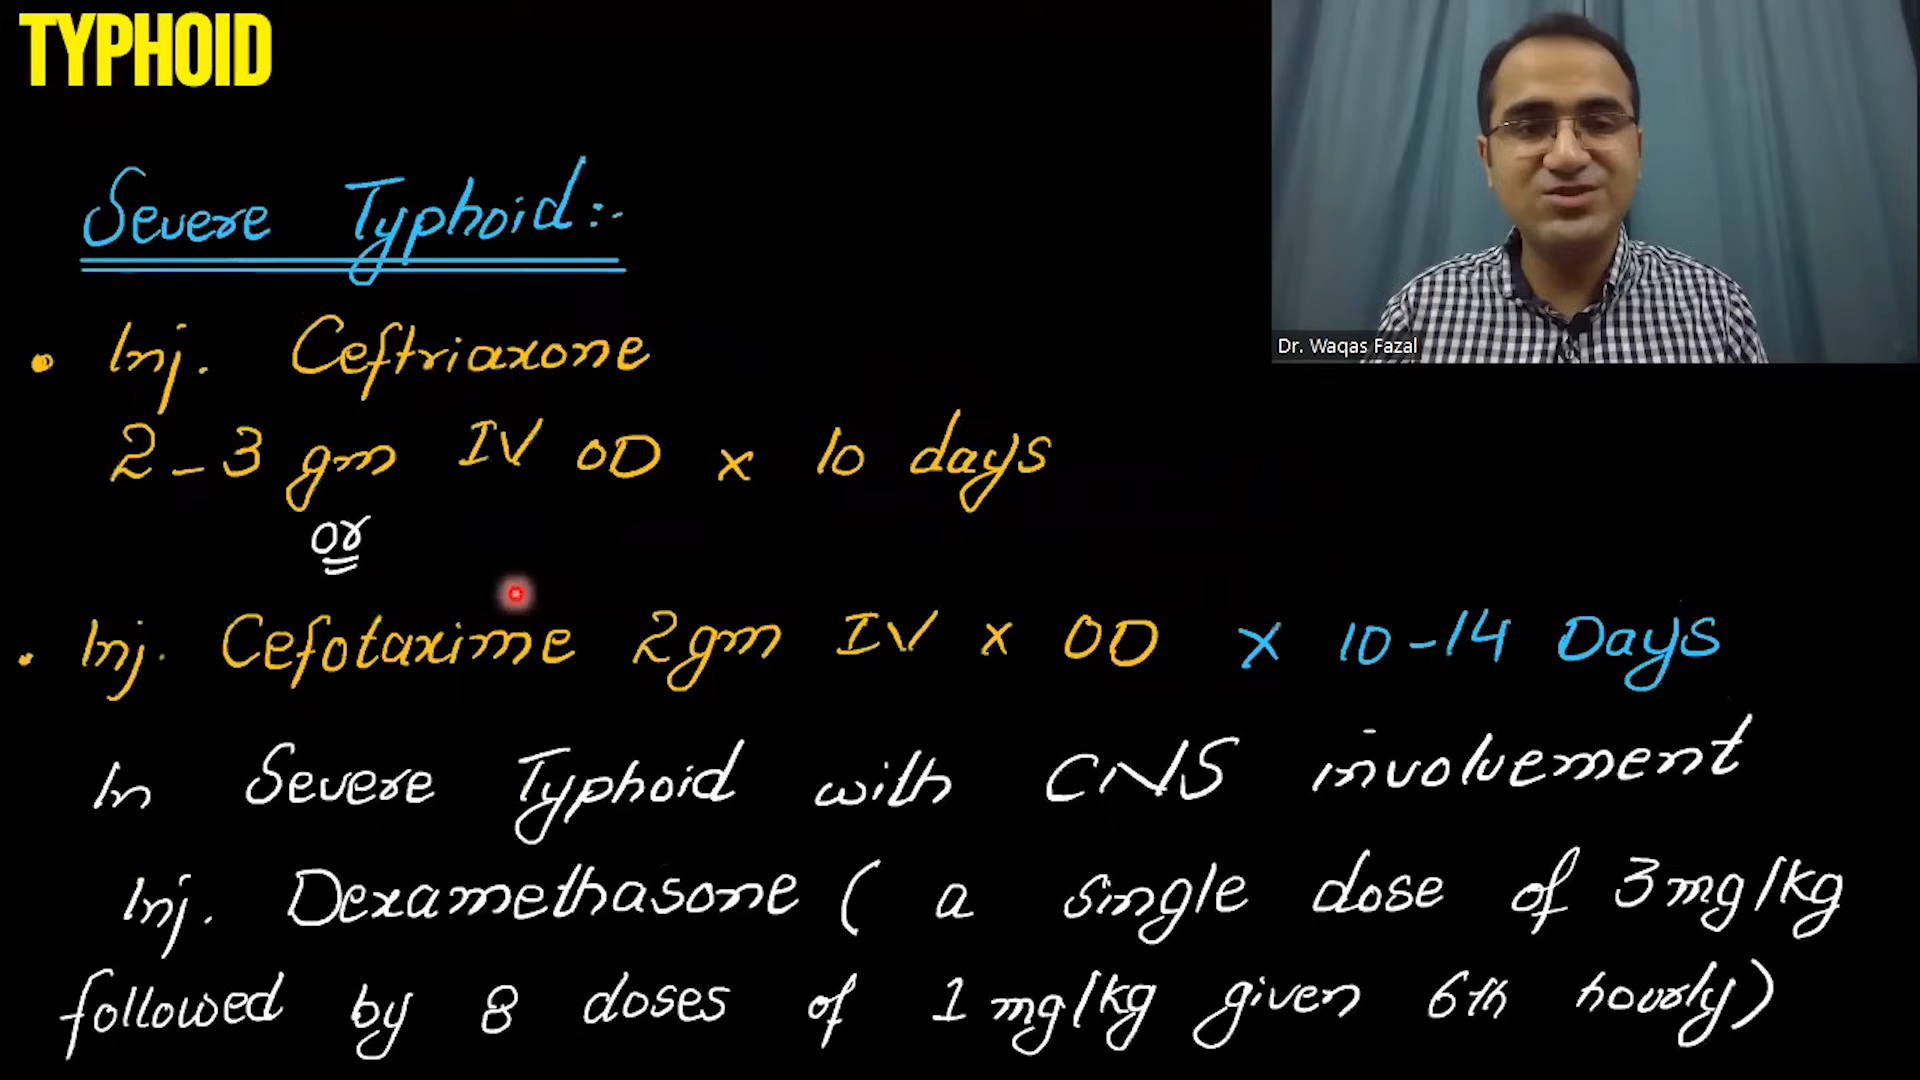 TYPHOID
Severe Typhoid:-
Dr. Waqas Fazal
• Inj. Ceftriaxone
2-3 gm IV OD x 10 days
or
• Inj. Cefotaxime 2gm IV x OD x 10-14 Days
In Severe Typhoid with CNS involvement
Inj. Dexamethasone ( a single dose of 3mg/kg
followed by 8 doses of 1 mg/kg given 6th hourly)